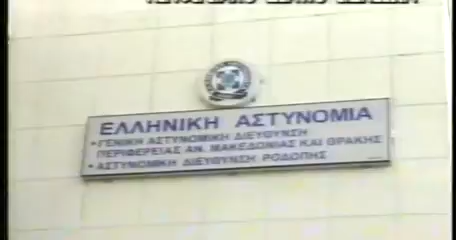 ΕΛΛΗΝΙΚΗ ΑΣΤΥΝΟΜΙΑ
•ΓΕΝΙΚΗ ΑΣΤΥΝΟΜΙΚΗ ΔΙΕΥΘΥΝΣΗ
ΠΕΡΙΦΕΡΕΙΑΣ ΑΝ. ΜΑΚΕΔΟΝΙΑΣ ΚΑΙ ΘΡΑΚΗΣ
•ΑΣΤΥΝΟΜΙΚΗ ΔΙΕΥΘΥΝΣΗ ΡΟΔΟΠΗΣ